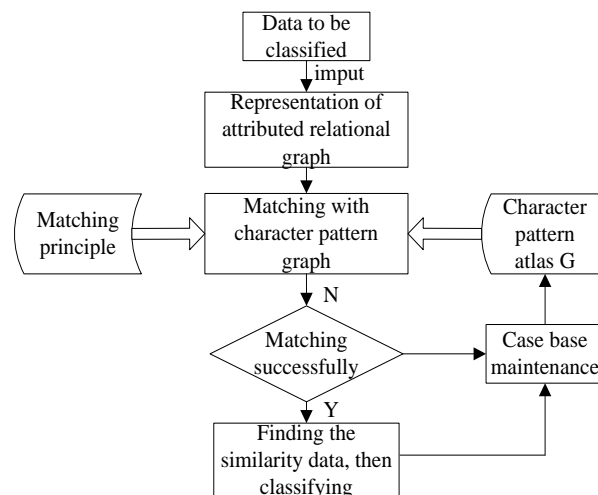 Data to be
classified
imput
Representation of
attributed relational
graph
Matching
principle
Matching with
character pattern
graph
Character
pattern
atlas G
N
Matching
successfully
Case base
maintenance
Y
Finding the
similarity data, then
classifying